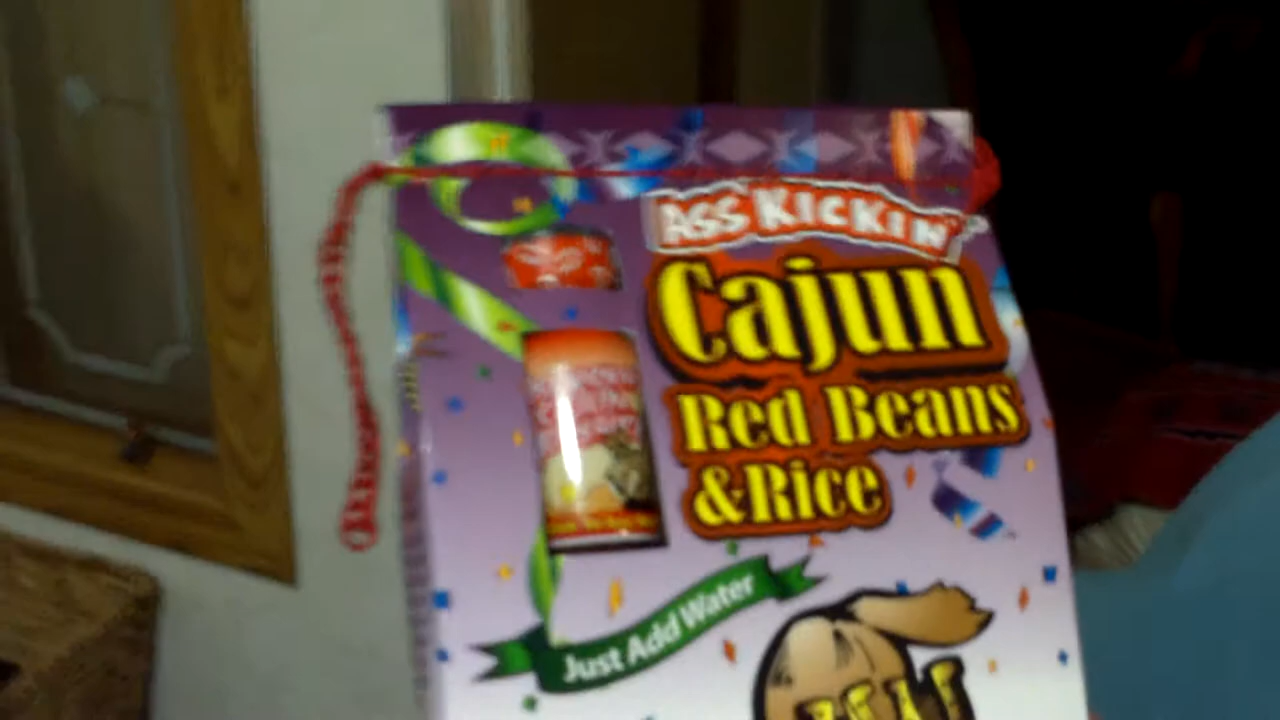 ASS KICKIN'
Cajun
Red Beans
& Rice
Just Add Water